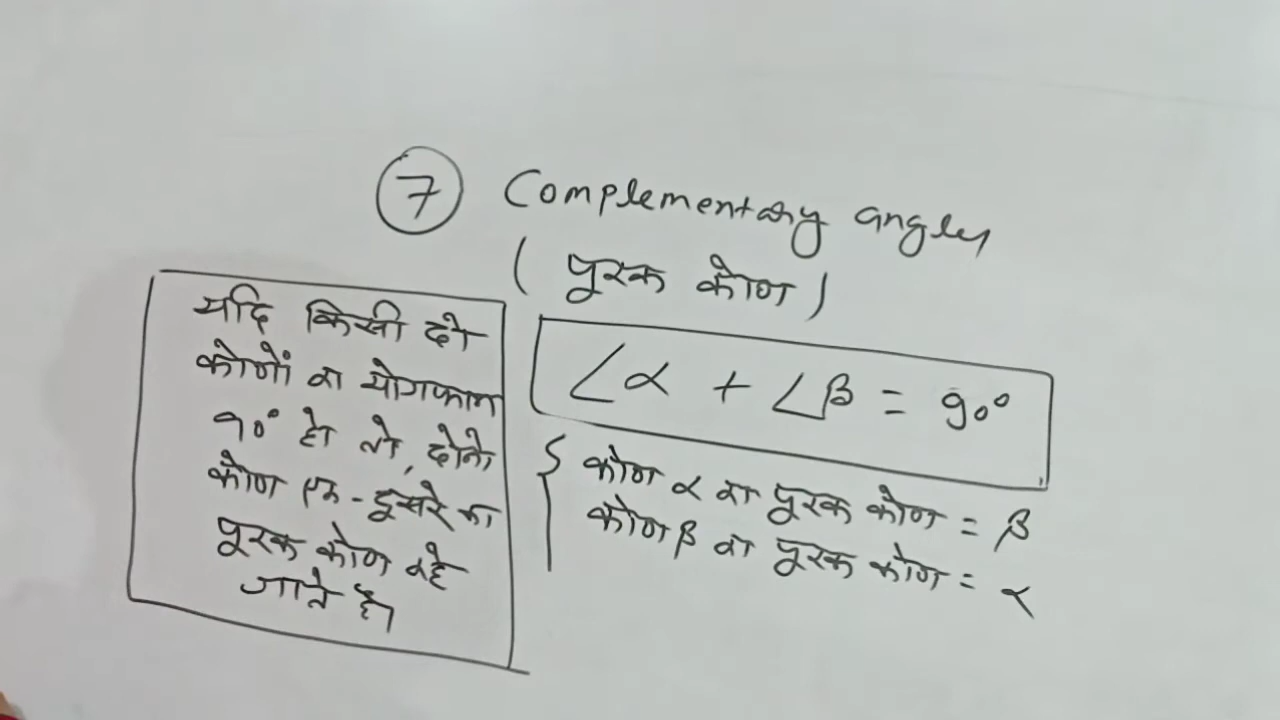 7 Complementary angles
( पूरक कोण )
यदि किसी दो
कोणों का योगफल
90° हो तो, दोनो
कोण एक-दूसरे का
पूरक कोण कहे
जाते है।
∠α + ∠β = 90°
कोण α का पूरक कोण = β
कोण β का पूरक कोण = α